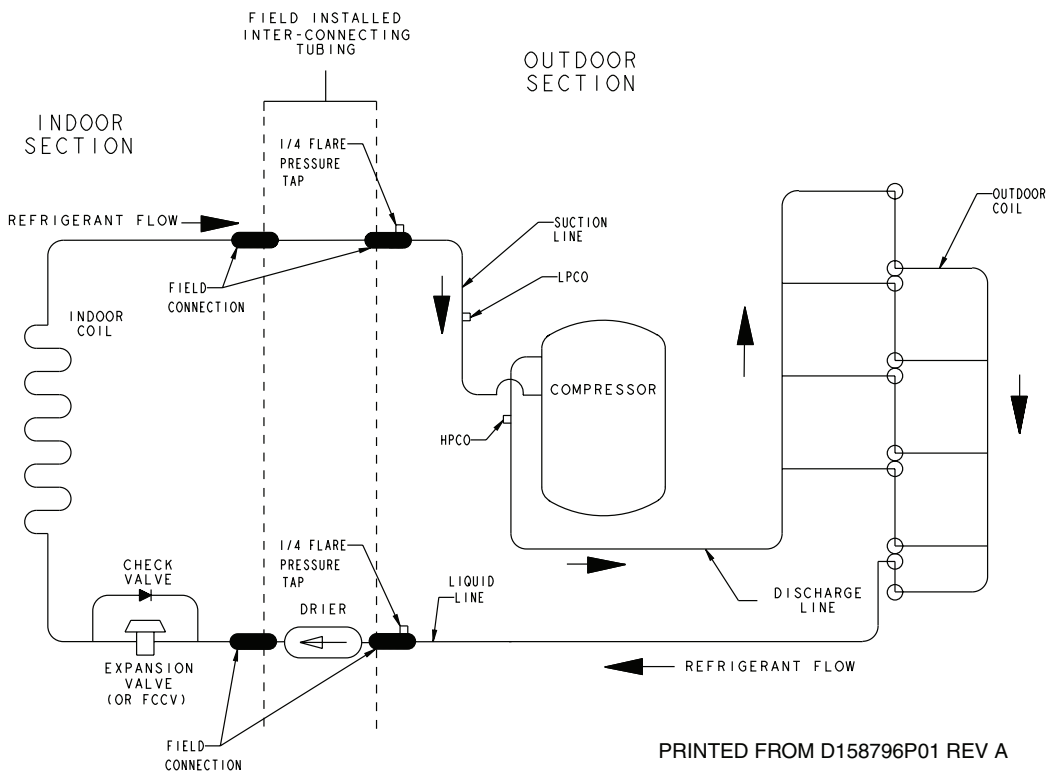 FIELD INSTALLED
INTER-CONNECTING
TUBING
OUTDOOR
SECTION
INDOOR
SECTION
1/4 FLARE
PRESSURE
TAP
REFRIGERANT FLOW
SUCTION
LINE
OUTDOOR
COIL
FIELD
CONNECTION
LPCO
INDOOR
COIL
COMPRESSOR
HPCO
1/4 FLARE
PRESSURE
TAP
CHECK
VALVE
LIQUID
LINE
DISCHARGE
LINE
DRIER
EXPANSION
VALVE
(OR FCCV)
REFRIGERANT FLOW
FIELD
CONNECTION
PRINTED FROM D158796P01 REV A